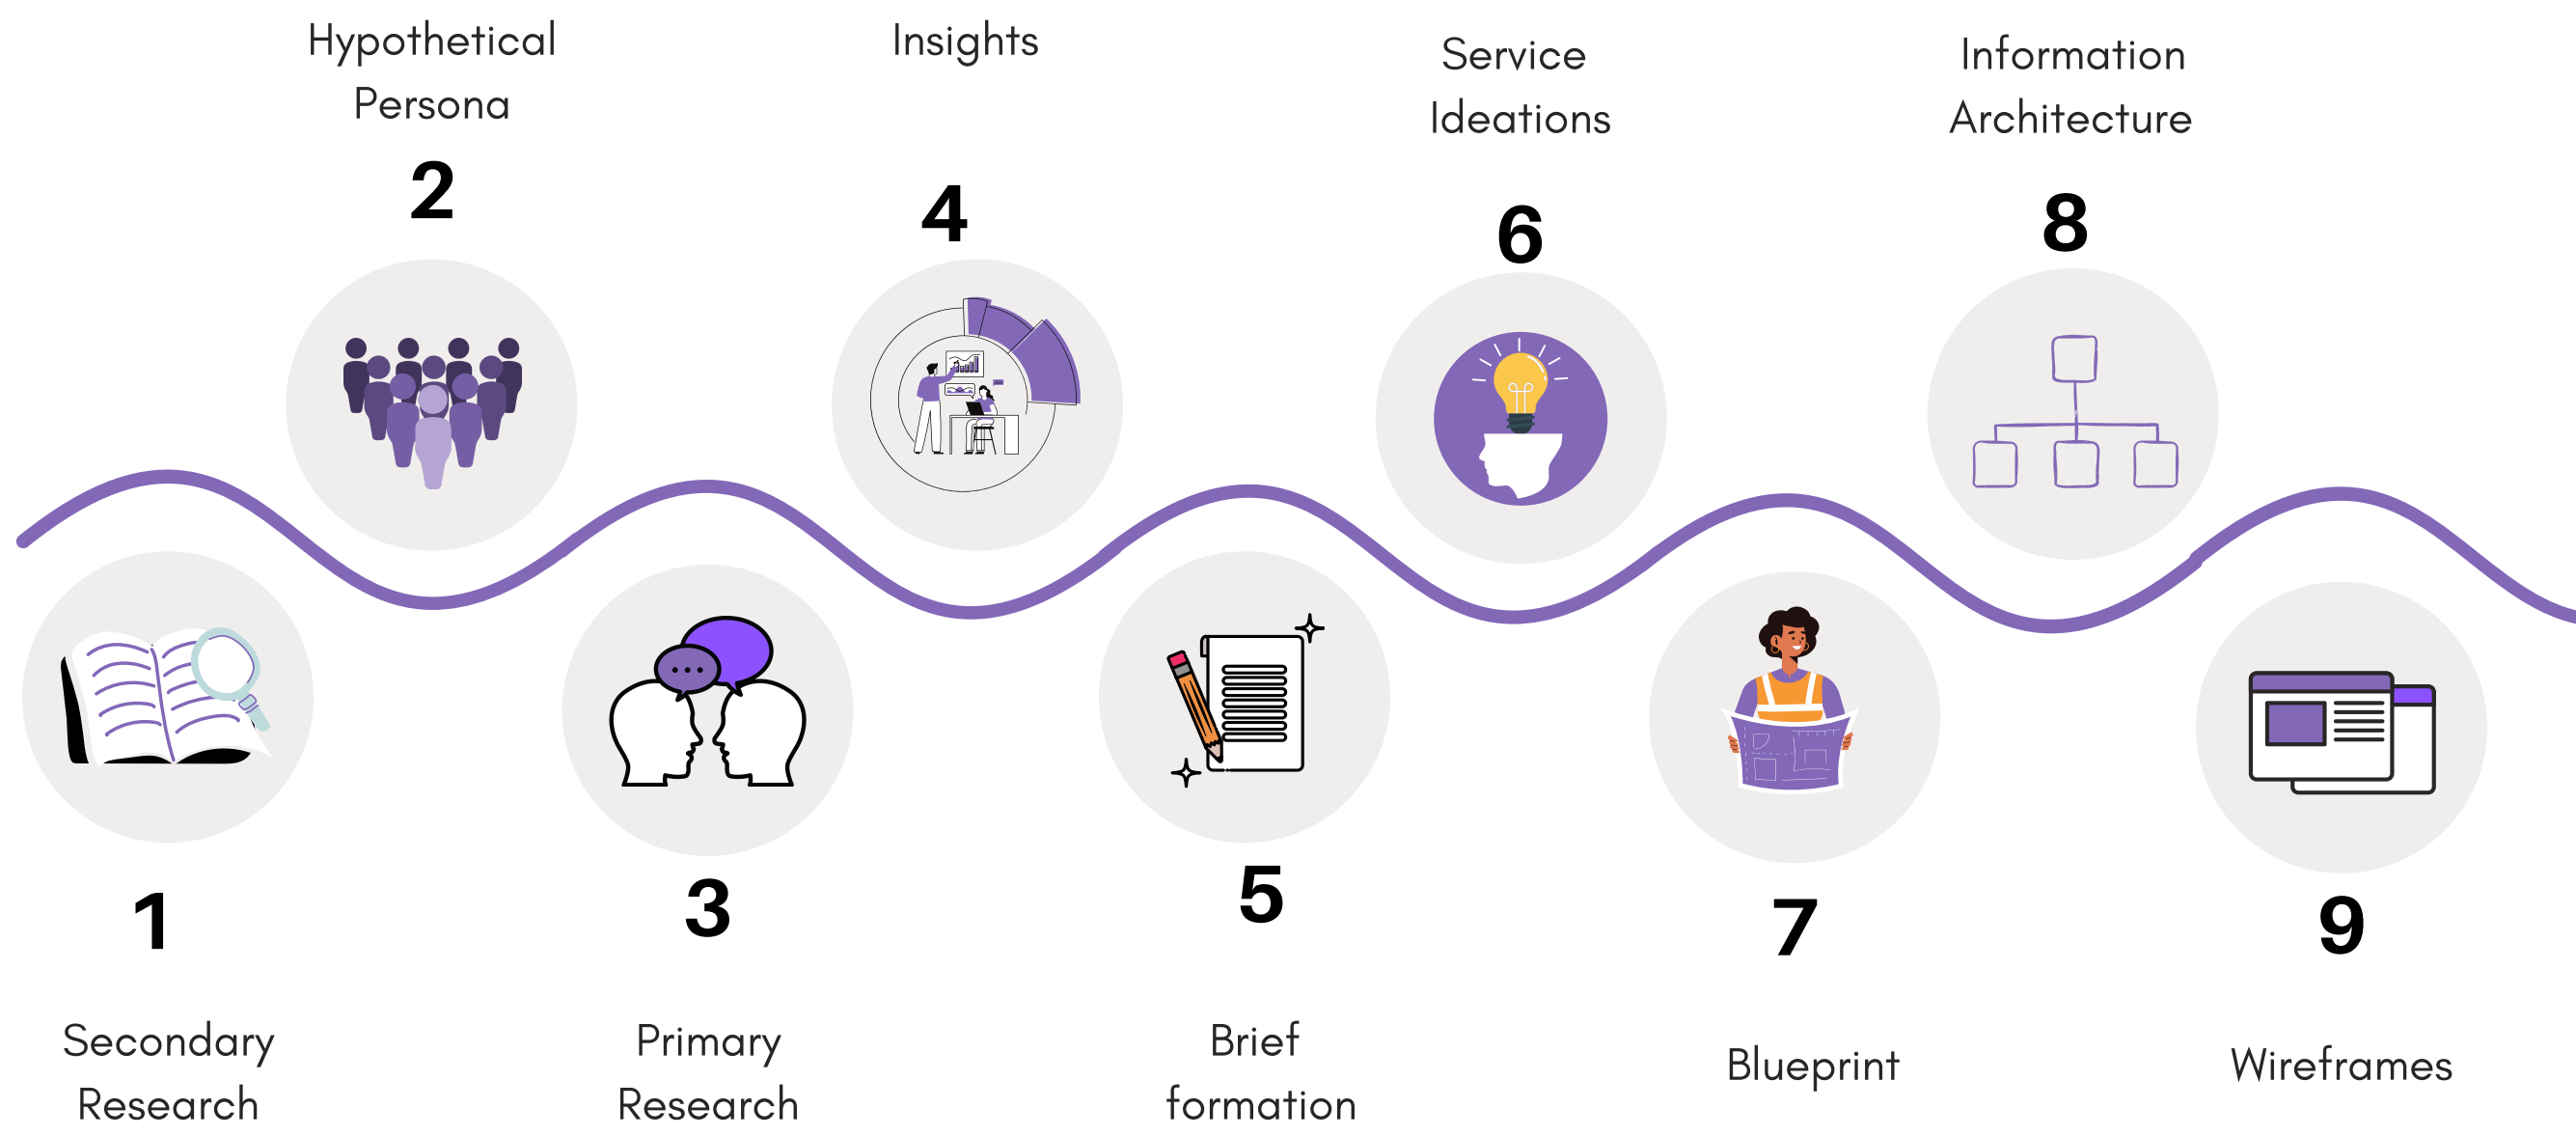 Secondary
Research
1
Hypothetical
Persona
2
Primary
Research
3
Insights
4
Brief
formation
5
Service
Ideations
6
Blueprint
7
Information
Architecture
8
Wireframes
9